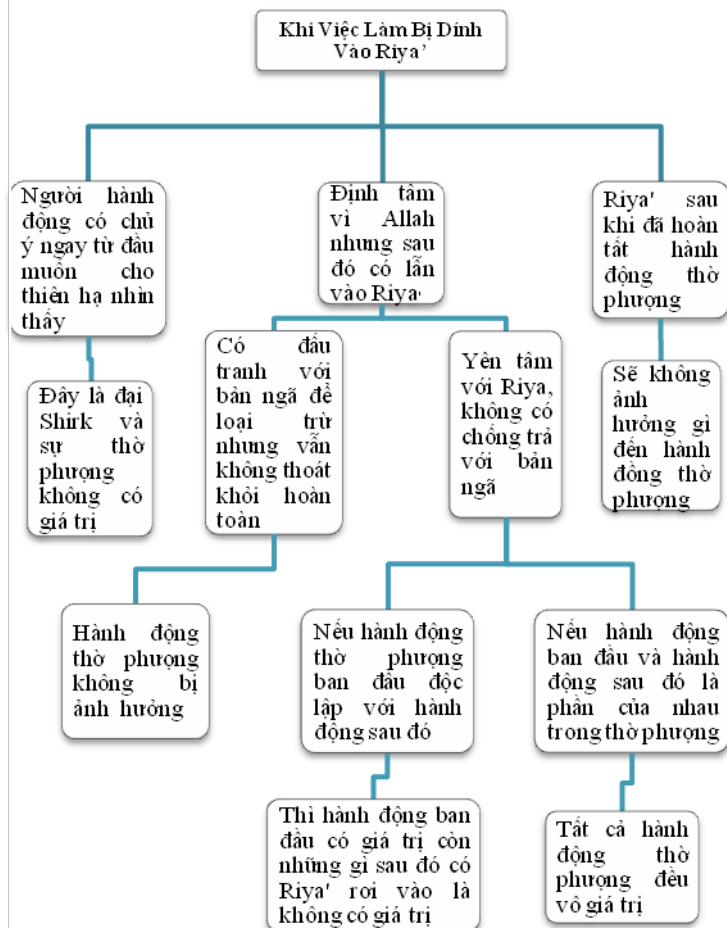 Khi Việc Làm Bị Dính
Vào Riya’
Người hành
động có chủ
ý ngay từ đầu
muốn cho
thiên hạ nhìn
thấy
Định tâm
vì Allah
nhưng sau
đó có lẫn
vào Riya'
Riya' sau
khi đã hoàn
tất hành
động thờ
phượng
Đây là đại
Shirk và
sự thờ
phượng
không có
giá trị
Có đấu
tranh với
bản ngã để
loại trừ
nhưng vẫn
không thoát
khỏi hoàn
toàn
Yên tâm
với Riya,
không có
chống trả
với bản
ngã
Sẽ không
ảnh
hưởng gì
đến hành
đồng thờ
phượng
Hành động
thờ phượng
không bị
ảnh hưởng
Nếu hành động
thờ phượng
ban đầu độc
lập với hành
động sau đó
Nếu hành động
ban đầu và hành
động sau đó là
phần của nhau
trong thờ phượng
Thì hành động ban
đầu có giá trị còn
những gì sau đó có
Riya' rơi vào là
không có giá trị
Tất cả hành
động thờ
phượng đều
vô giá trị